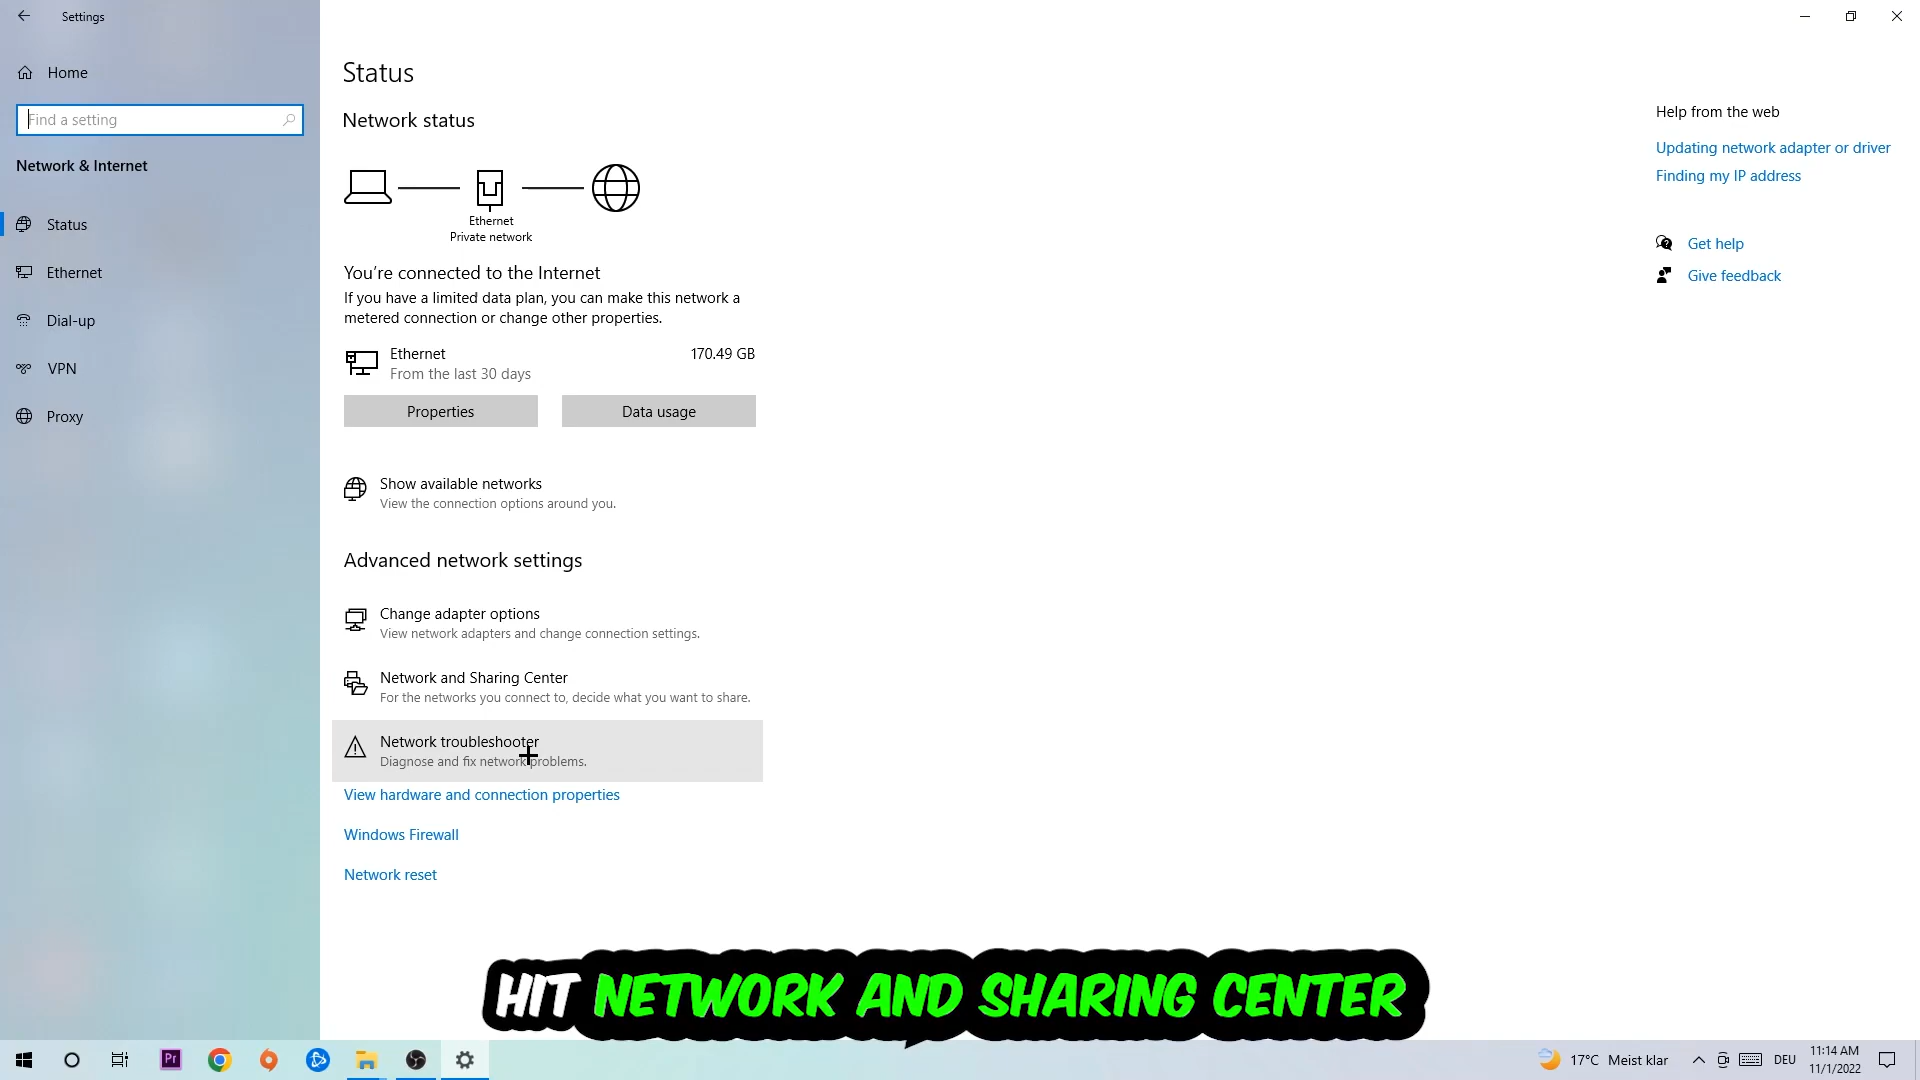 Settings
Home
Find a setting
Network & Internet
Status
Ethernet
Dial-up
VPN
Proxy
Status
Network status
Ethernet
Private network
You're connected to the Internet
If you have a limited data plan, you can make this network a
metered connection or change other properties.
Ethernet 170.49 GB
From the last 30 days
Properties Data usage
Show available networks
View the connection options around you.
Advanced network settings
Change adapter options
View network adapters and change connection settings.
Network and Sharing Center
For the networks you connect to, decide what you want to share.
Network troubleshooter
Diagnose and fix network problems.
View hardware and connection properties
Windows Firewall
Network reset
Help from the web
Updating network adapter or driver
Finding my IP address
Get help
Give feedback
HIT NETWORK AND SHARING CENTER
Pr
17°C Meist klar
DEU
11:14 AM
11/1/2022